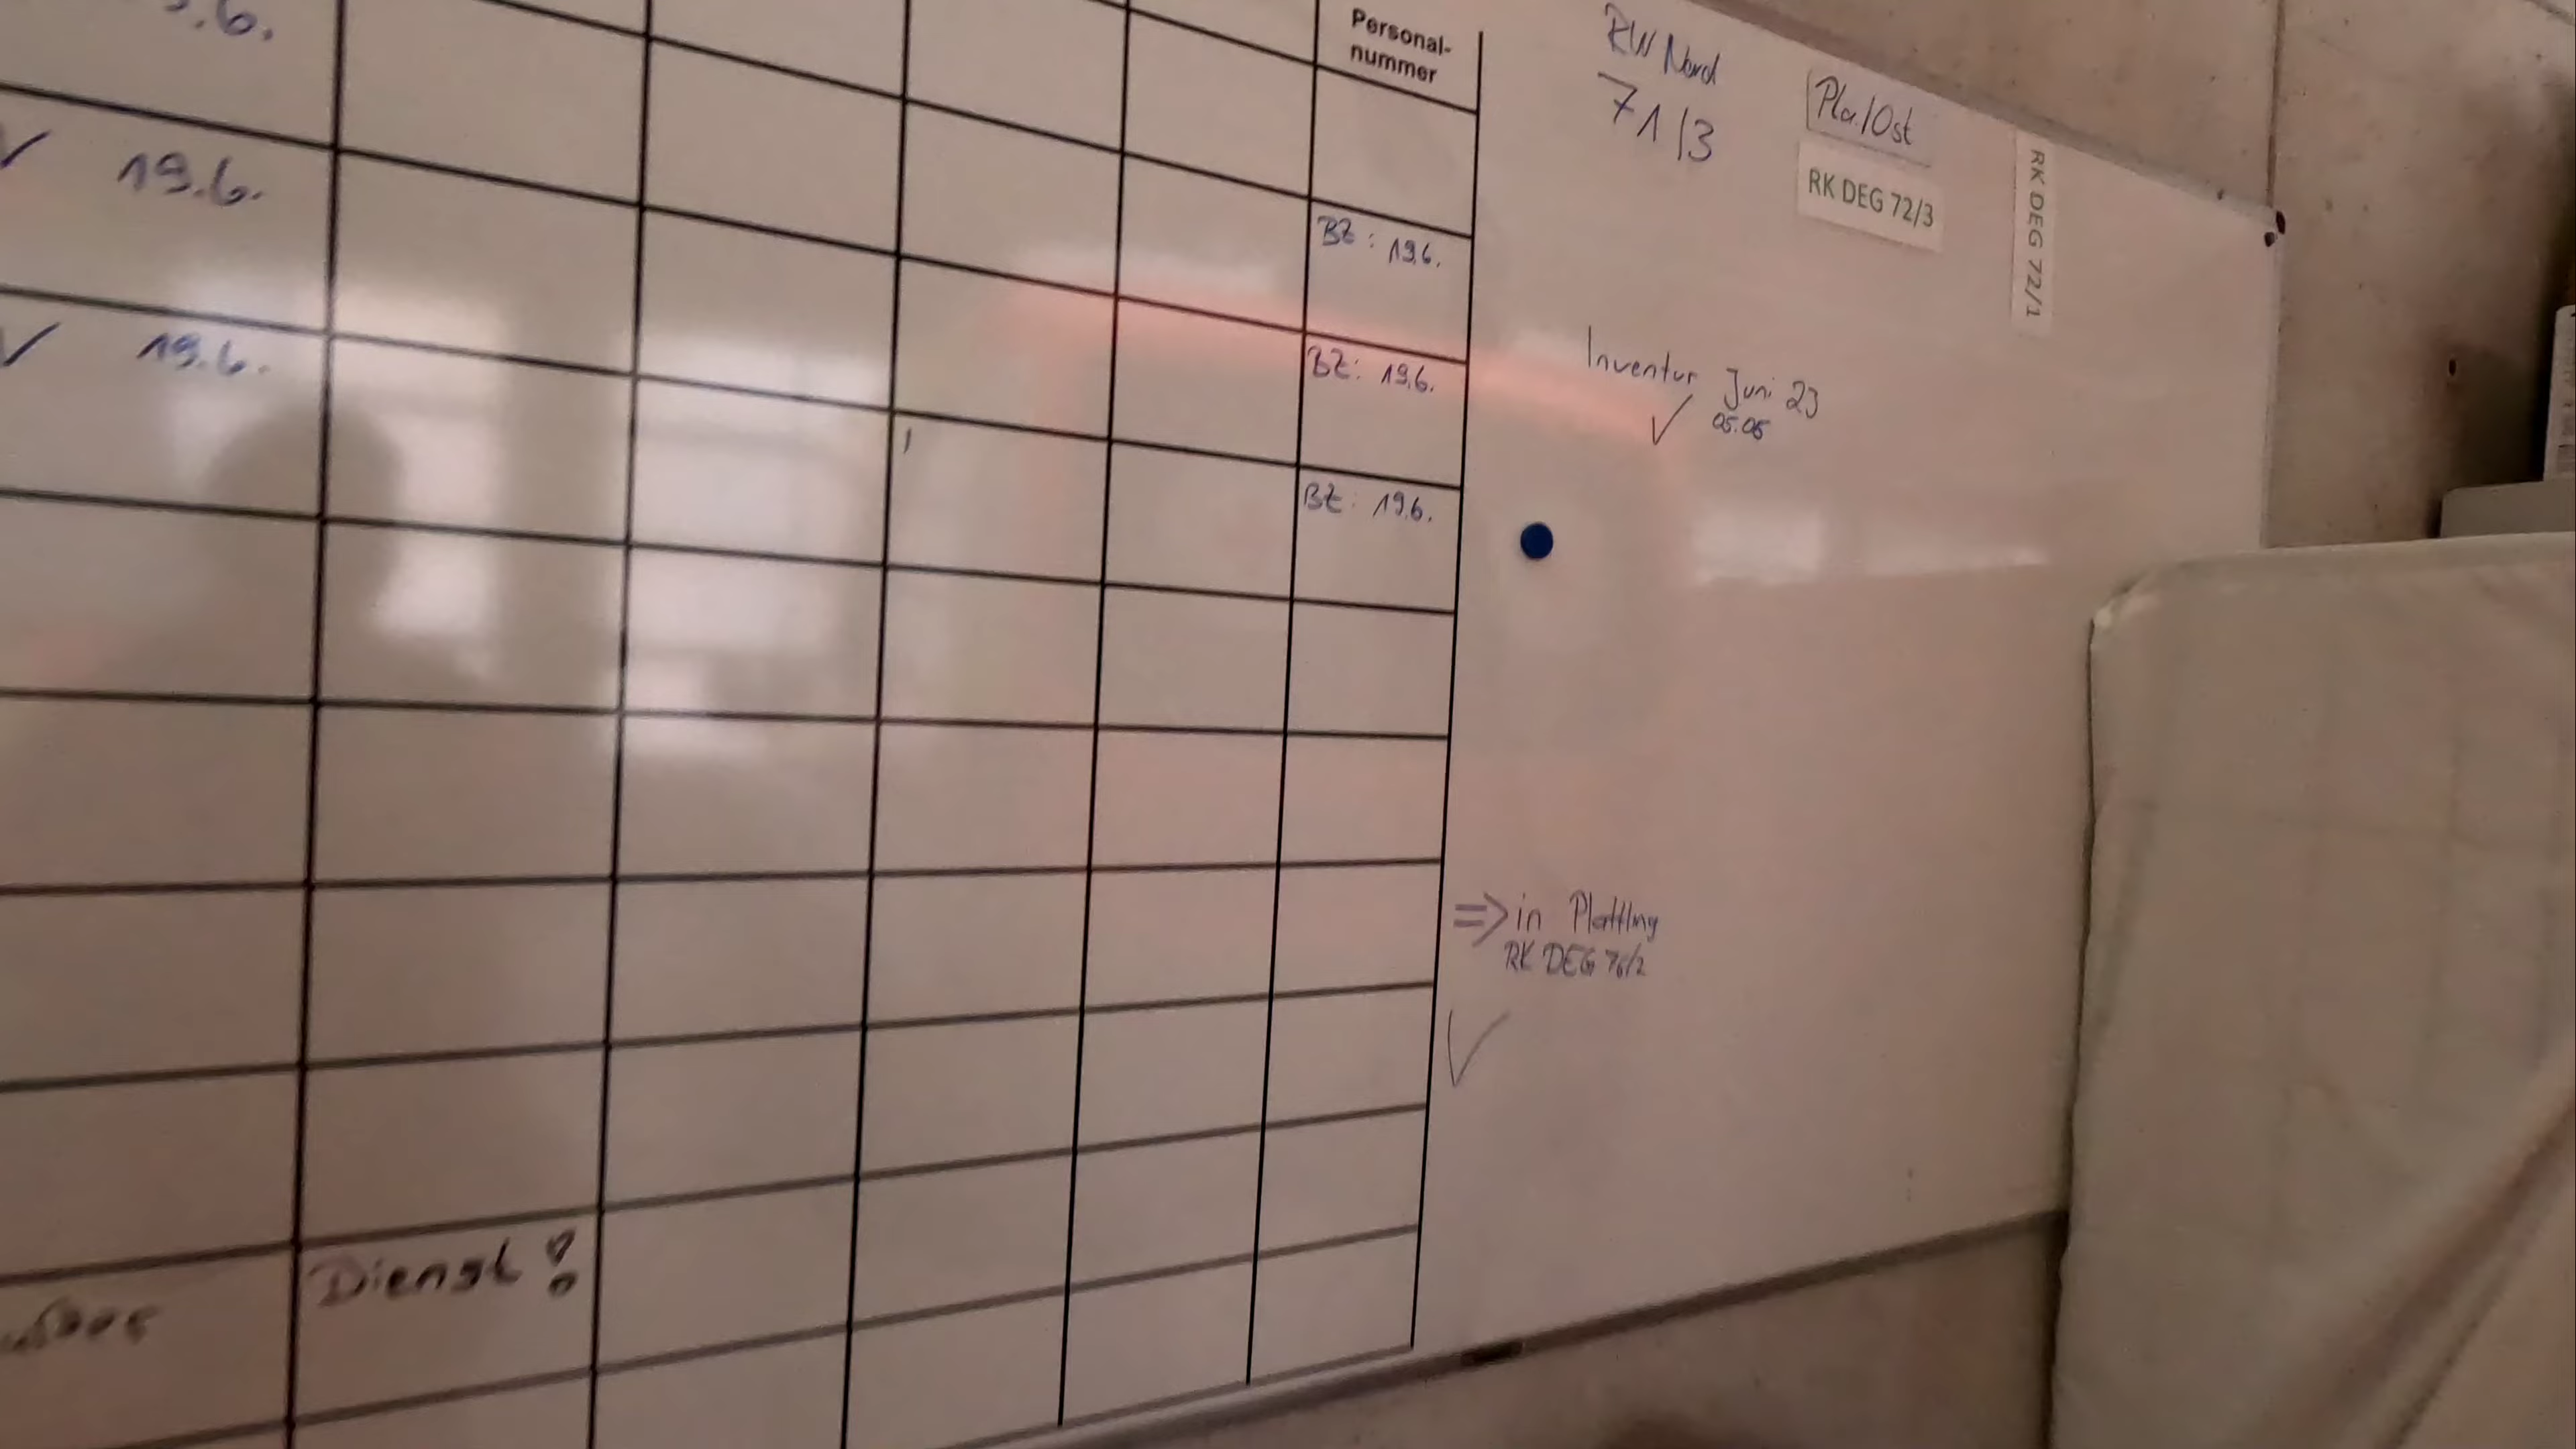 Personal-
nummer
RW Nord
71/3
Pla/Ost
RK DEG 72/3
RK DEG 72/1
19.6.
BZ: 19.6.
19.6.
BZ: 19.6.
BZ: 19.6.
Inventur Juni 23
✓ 05.06
⇒ in Plattling
RK DEG 76/2
✓
Dienst!